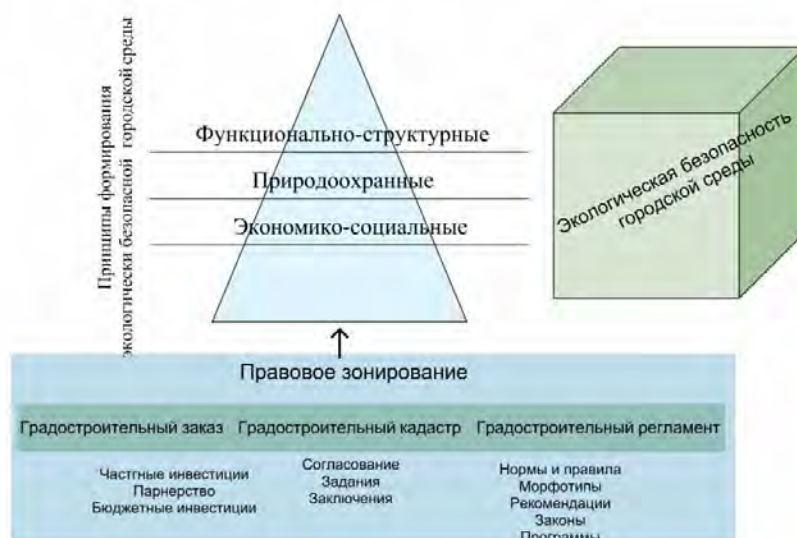 Принципы формирования
экологически безопасной городской среды
Функционально-структурные
Природоохранные
Экономико-социальные
Экологическая безопасность
городской среды
Правовое зонирование
Градостроительный заказ
Частгные инвестиции
Парнерство
Бюджетные инвестиции
Градостроительный кадастр
Согласование
Задания
Заключения
Градостроительный регламент
Нормы и правила
Морфотипы
Рекомендации
Законы
Программы